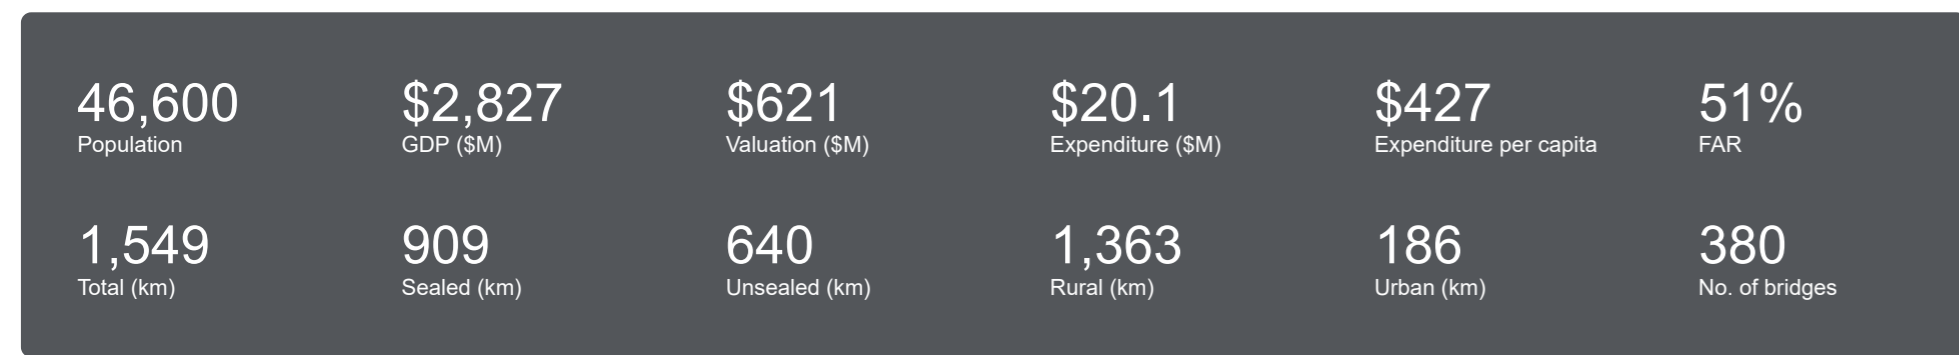 46,600 $2,827 $621 $20.1 $427 51%
Population GDP ($M) Valuation ($M) Expenditure ($M) Expenditure per capita FAR
1,549 909 640 1,363 186 380
Total (km) Sealed (km) Unsealed (km) Rural (km) Urban (km) No. of bridges